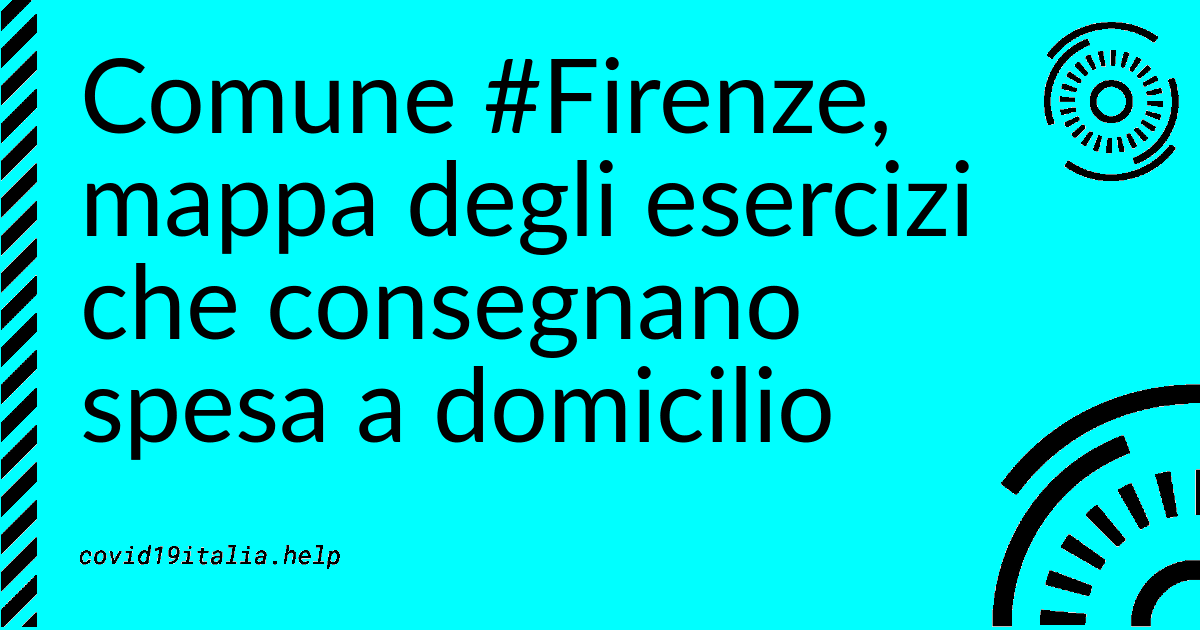 Comune #Firenze,
mappa degli esercizi
che consegnano
spesa a domicilio
covid19italia.help